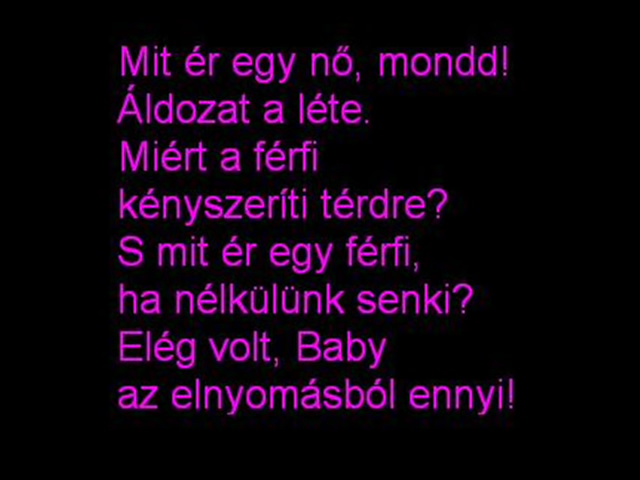 Mit ér egy nő, mondd!
Áldozat a léte.
Miért a férfi
kényszeríti térdre?
S mit ér egy férfi,
ha nélkülünk senki?
Elég volt, Baby
az elnyomásból ennyi!